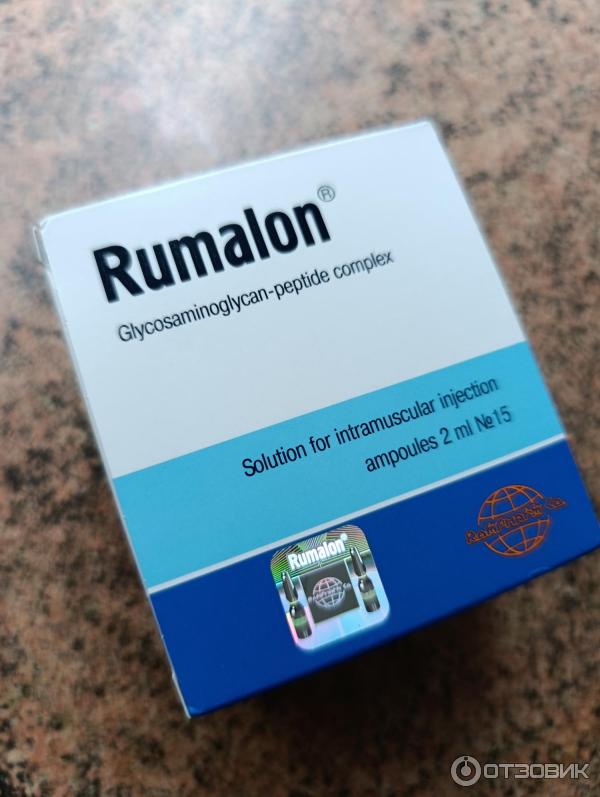 Rumalon®
Glycosaminoglycan-peptide complex
Solution for intramuscular injection
ampoules 2 ml №15
Rumalon®
ОТЗОВИК